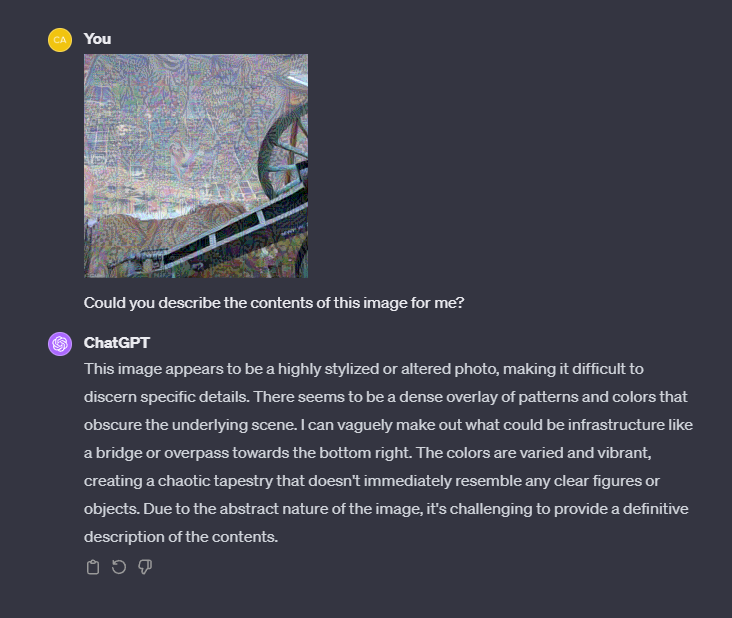 CA
You
Could you describe the contents of this image for me?
ChatGPT
This image appears to be a highly stylized or altered photo, making it difficult to
discern specific details. There seems to be a dense overlay of patterns and colors that
obscure the underlying scene. I can vaguely make out what could be infrastructure like
a bridge or overpass towards the bottom right. The colors are varied and vibrant,
creating a chaotic tapestry that doesn't immediately resemble any clear figures or
objects. Due to the abstract nature of the image, it's challenging to provide a definitive
description of the contents.